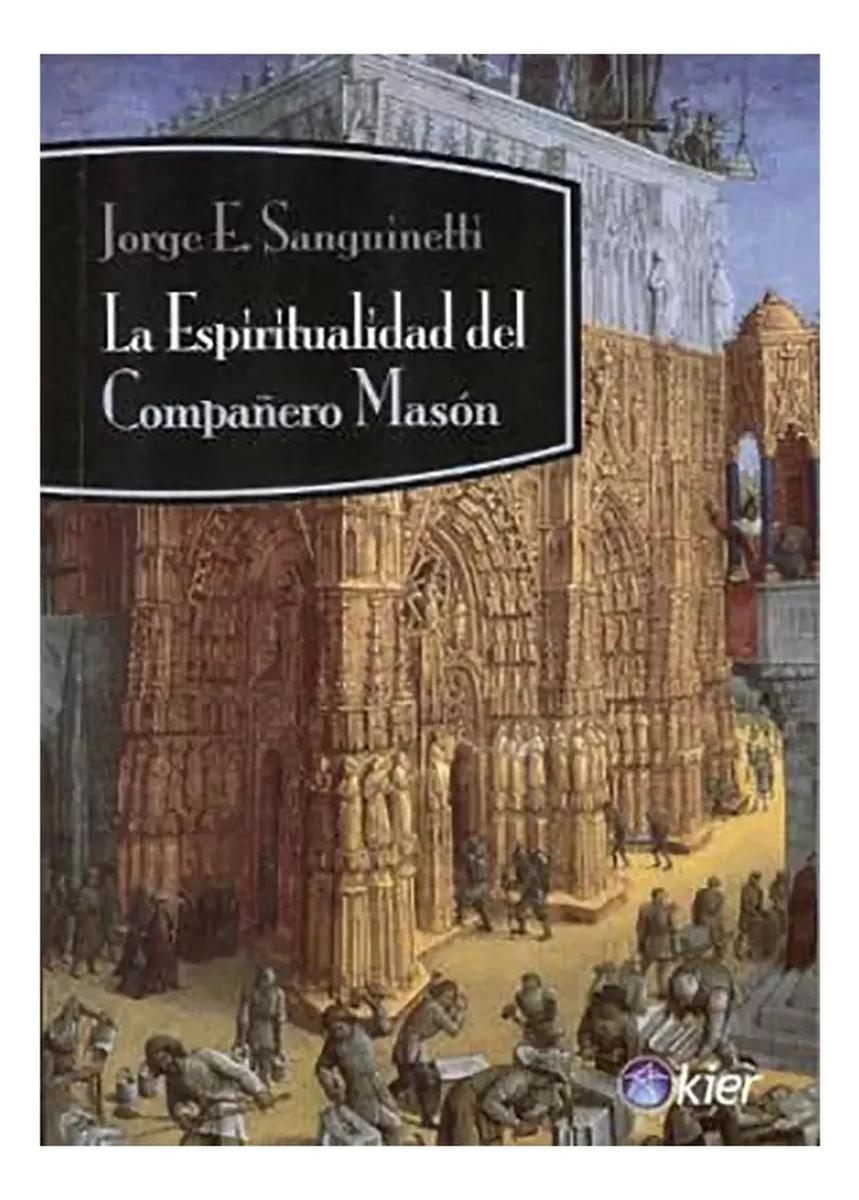 Jorge E. Sanguinetti
La Espiritualidad del
Compañero Masón
kier